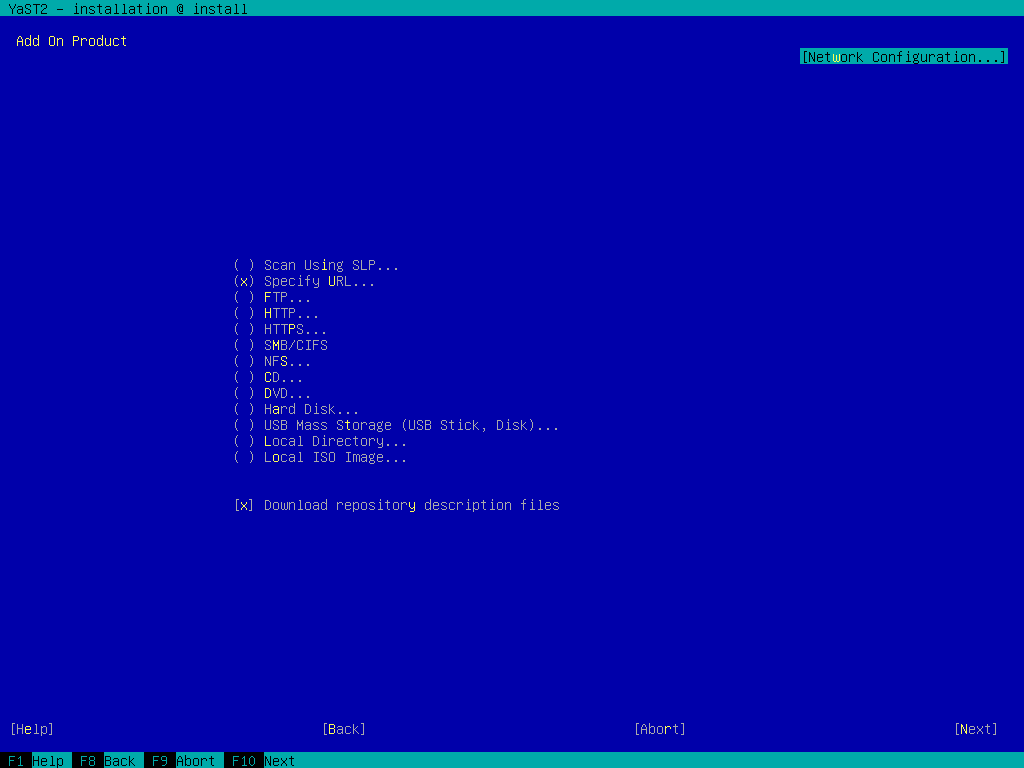 YaST2 - installation @ install
Add On Product
[Network Configuration...]
( ) Scan Using SLP...
(x) Specify URL...
( ) FTP...
( ) HTTP...
( ) HTTPS...
( ) SMB/CIFS
( ) NFS...
( ) CD...
( ) DVD...
( ) Hard Disk...
( ) USB Mass Storage (USB Stick, Disk)...
( ) Local Directory...
( ) Local ISO Image...
[x] Download repository description files
[Help] [Back] [Abort] [Next]
F1 Help F8 Back F9 Abort F10 Next